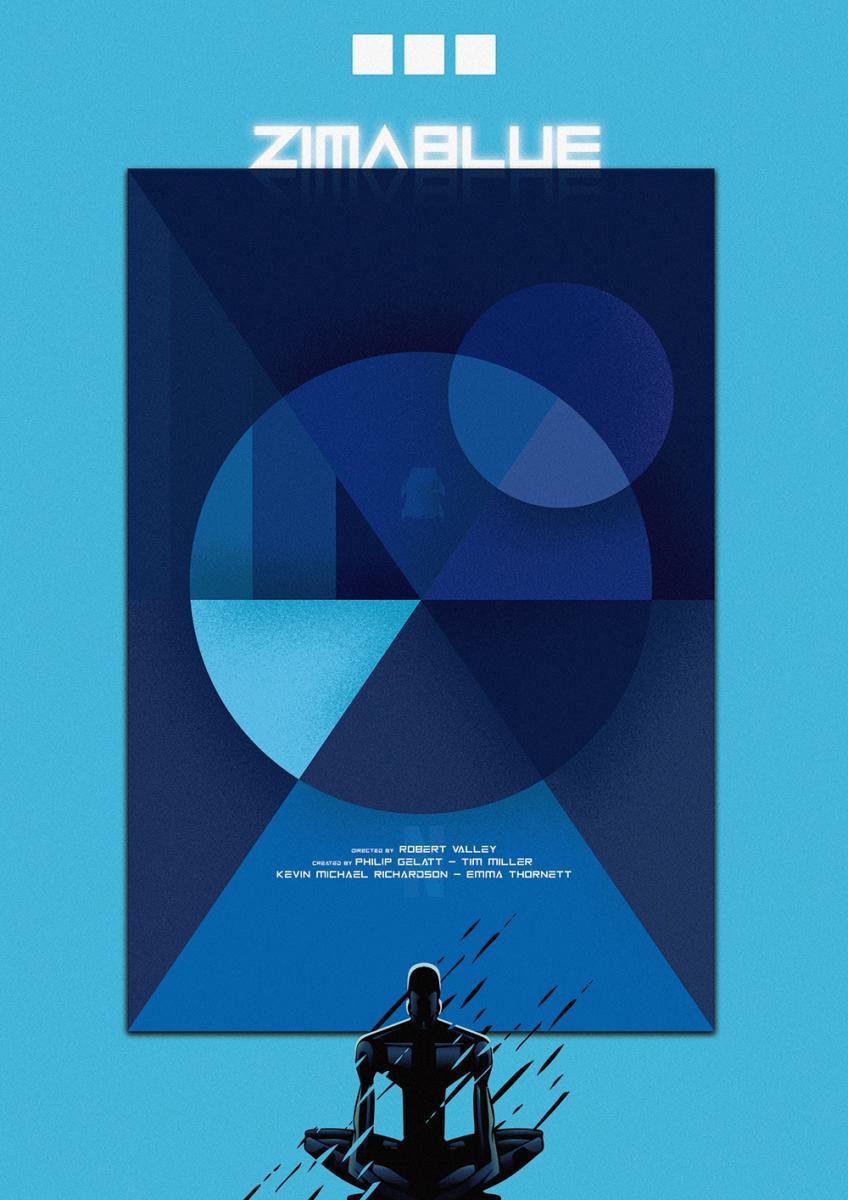 ZIMABLUE
DIRECTED BY ROBERT VALLEY
CREATED BY PHILIP GELATT – TIM MILLER
KEVIN MICHAEL RICHARDSON – EMMA THORNETT
N